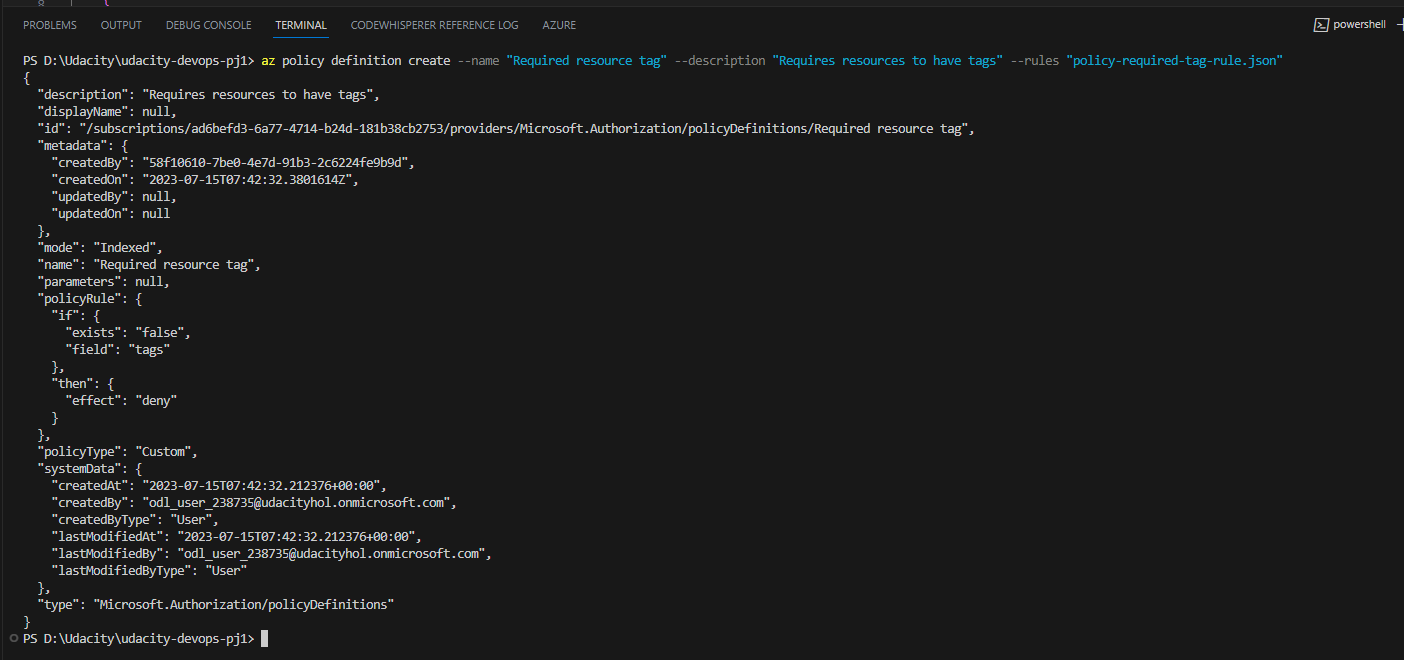 PROBLEMS OUTPUT DEBUG CONSOLE TERMINAL CODEWHISPERER REFERENCE LOG AZURE powershell
PS D:\Udacity\udacity-devops-pj1> az policy definition create --name "Required resource tag" --description "Requires resources to have tags" --rules "policy-required-tag-rule.json"
{
  "description": "Requires resources to have tags",
  "displayName": null,
  "id": "/subscriptions/ad6befd3-6a77-4714-b24d-181b38cb2753/providers/Microsoft.Authorization/policyDefinitions/Required resource tag",
  "metadata": {
    "createdBy": "58f10610-7be0-4e7d-91b3-2c6224fe9b9d",
    "createdOn": "2023-07-15T07:42:32.3801614Z",
    "updatedBy": null,
    "updatedOn": null
  },
  "mode": "Indexed",
  "name": "Required resource tag",
  "parameters": null,
  "policyRule": {
    "if": {
      "exists": "false",
      "field": "tags"
    },
    "then": {
      "effect": "deny"
    }
  },
  "policyType": "Custom",
  "systemData": {
    "createdAt": "2023-07-15T07:42:32.212376+00:00",
    "createdBy": "odl_user_238735@udacityhol.onmicrosoft.com",
    "createdByType": "User",
    "lastModifiedAt": "2023-07-15T07:42:32.212376+00:00",
    "lastModifiedBy": "odl_user_238735@udacityhol.onmicrosoft.com",
    "lastModifiedByType": "User"
  },
  "type": "Microsoft.Authorization/policyDefinitions"
}
PS D:\Udacity\udacity-devops-pj1>